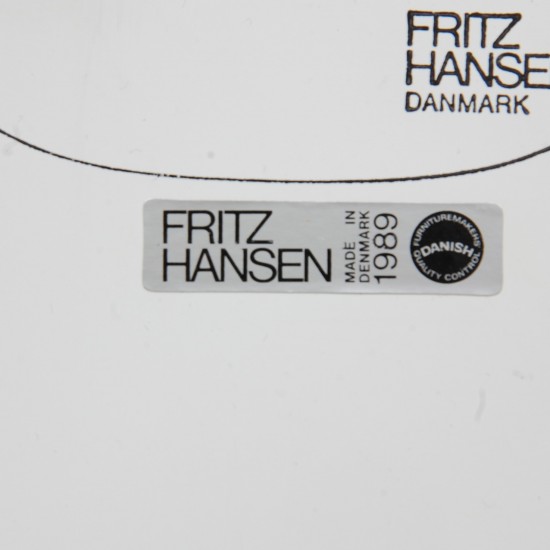 FRITZ
HANSE
DANMARK
FRITZ
HANSEN
MADE IN
DENMARK
1989
FURNITUREMAKERS'
DANISH
QUALITY CONTROL